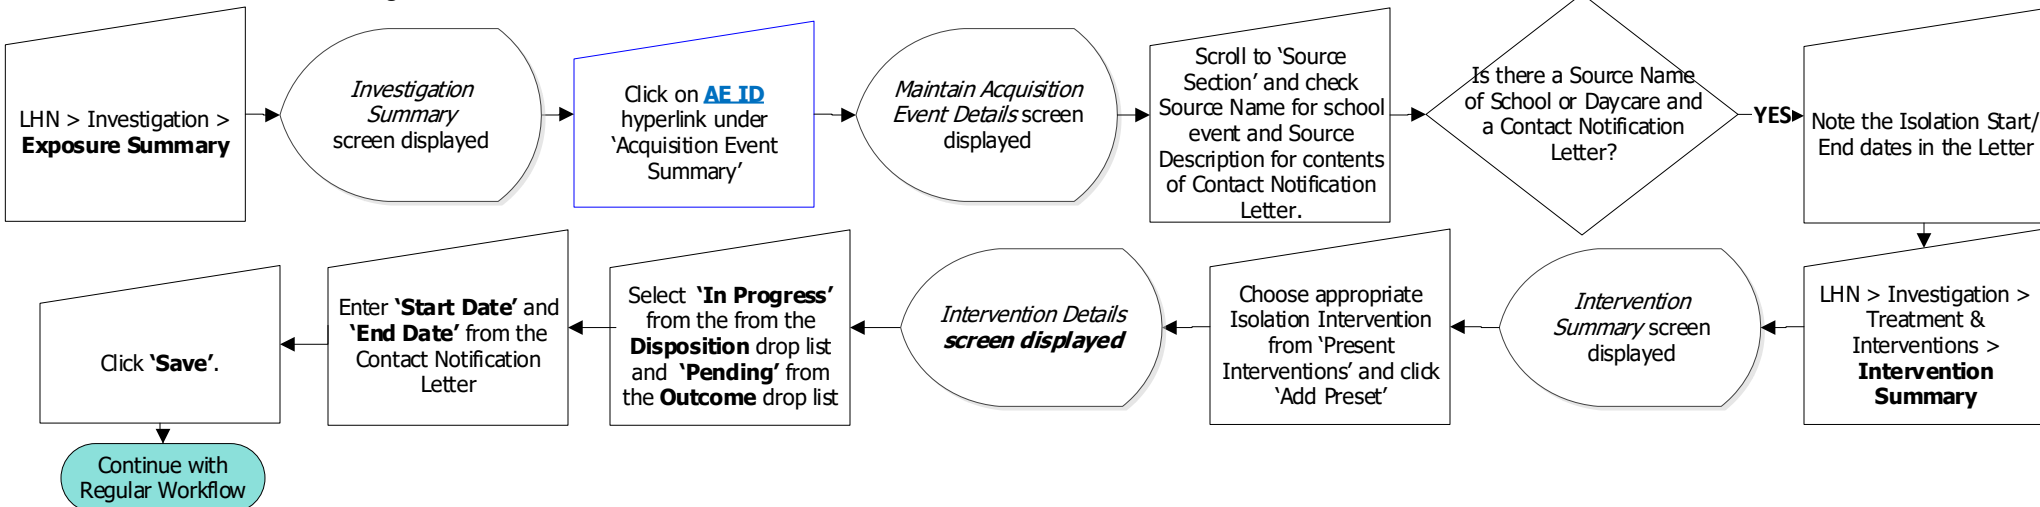 LHN > Investigation >
Exposure Summary
Investigation
Summary
screen displayed
Click on AE ID
hyperlink under
‘Acquisition Event
Summary’
Maintain Acquisition
Event Details screen
displayed
Scroll to ‘Source
Section’ and check
Source Name for school
event and Source
Description for contents
of Contact Notification
Letter.
Is there a Source Name
of School or Daycare and
a Contact Notification
Letter?
YES
Note the Isolation Start/
End dates in the Letter
LHN > Investigation >
Treatment &
Interventions >
Intervention
Summary
Intervention
Summary screen
displayed
Choose appropriate
Isolation Intervention
from ‘Present
Interventions’ and click
‘Add Preset’
Intervention Details
screen displayed
Select ‘In Progress’
from the from the
Disposition drop list
and ‘Pending’ from
the Outcome drop list
Enter ‘Start Date’ and
‘End Date’ from the
Contact Notification
Letter
Click ‘Save’.
Continue with
Regular Workflow